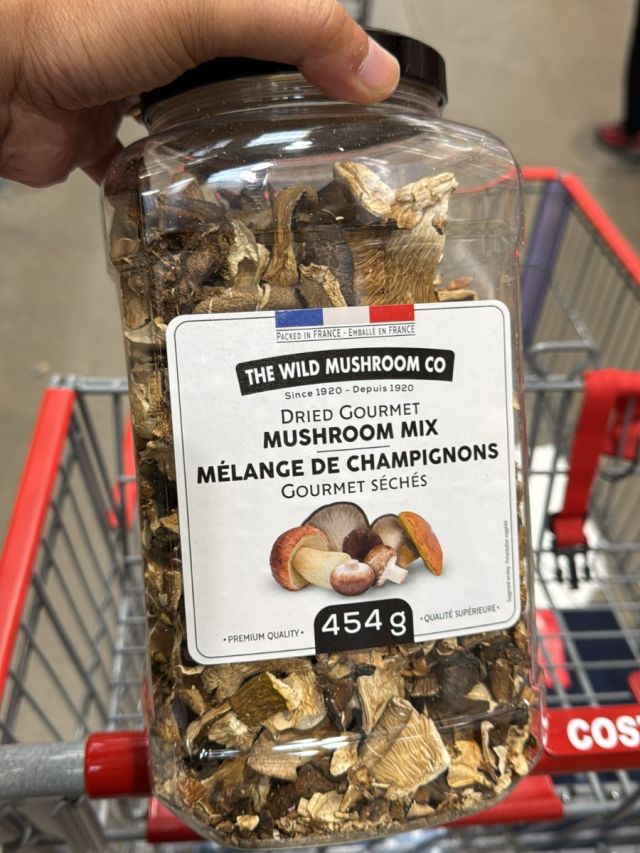 PACKED IN FRANCE - EMBALLÉ EN FRANCE
THE WILD MUSHROOM CO
Since 1920 - Depuis 1920
DRIED GOURMET
MUSHROOM MIX
MÉLANGE DE CHAMPIGNONS
GOURMET SÉCHÉS
• PREMIUM QUALITY •
454 g
• QUALITÉ SUPÉRIEURE •
COS